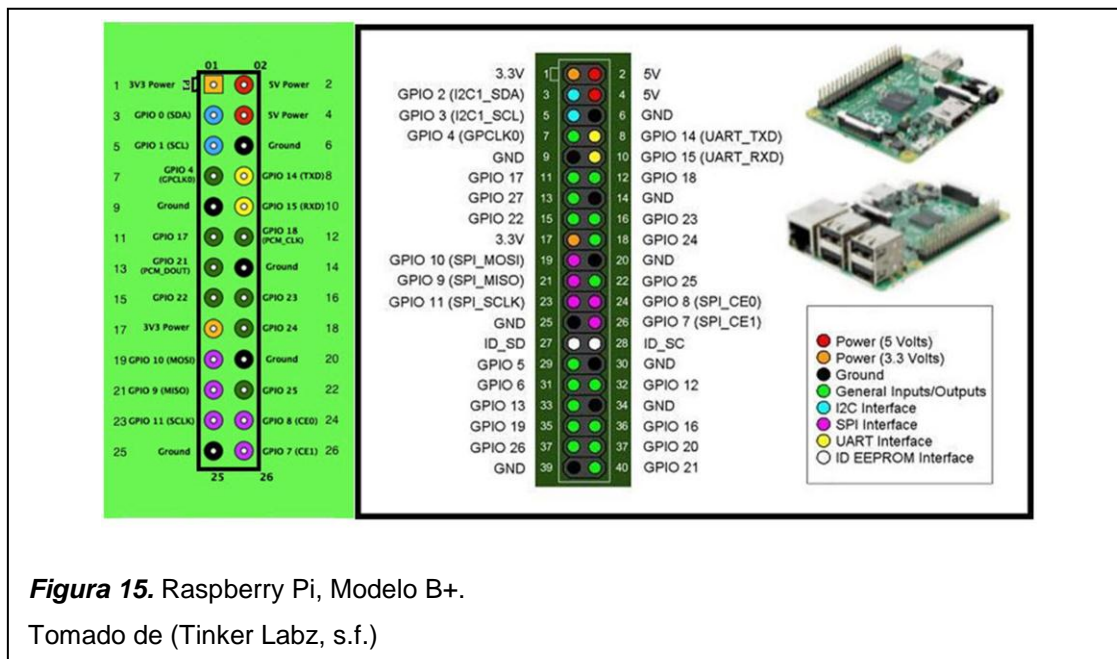 01 02
1 3V3 Power P1 5V Power 2
3 GPIO 0 (SDA) 5V Power 4
5 GPIO 1 (SCL) Ground 6
7 GPIO 4 (GPCLK0) GPIO 14 (TXD) 8
9 Ground GPIO 15 (RXD) 10
11 GPIO 17 GPIO 18 (PCM_CLK) 12
13 GPIO 21 (PCM_DOUT) Ground 14
15 GPIO 22 GPIO 23 16
17 3V3 Power GPIO 24 18
19 GPIO 10 (MOSI) Ground 20
21 GPIO 9 (MISO) GPIO 25 22
23 GPIO 11 (SCLK) GPIO 8 (CE0) 24
25 Ground GPIO 7 (CE1) 26
25 26
3.3V 1 2 5V
GPIO 2 (I2C1_SDA) 3 4 5V
GPIO 3 (I2C1_SCL) 5 6 GND
GPIO 4 (GPCLK0) 7 8 GPIO 14 (UART_TXD)
GND 9 10 GPIO 15 (UART_RXD)
GPIO 17 11 12 GPIO 18
GPIO 27 13 14 GND
GPIO 22 15 16 GPIO 23
3.3V 17 18 GPIO 24
GPIO 10 (SPI_MOSI) 19 20 GND
GPIO 9 (SPI_MISO) 21 22 GPIO 25
GPIO 11 (SPI_SCLK) 23 24 GPIO 8 (SPI_CE0)
GND 25 26 GPIO 7 (SPI_CE1)
ID_SD 27 28 ID_SC
GPIO 5 29 30 GND
GPIO 6 31 32 GPIO 12
GPIO 13 33 34 GND
GPIO 19 35 36 GPIO 16
GPIO 26 37 37 GPIO 20
GND 39 40 GPIO 21
Power (5 Volts)
Power (3.3 Volts)
Ground
General Inputs/Outputs
I2C Interface
SPI Interface
UART Interface
ID EEPROM Interface
Figura 15. Raspberry Pi, Modelo B+.
Tomado de (Tinker Labz, s.f.)